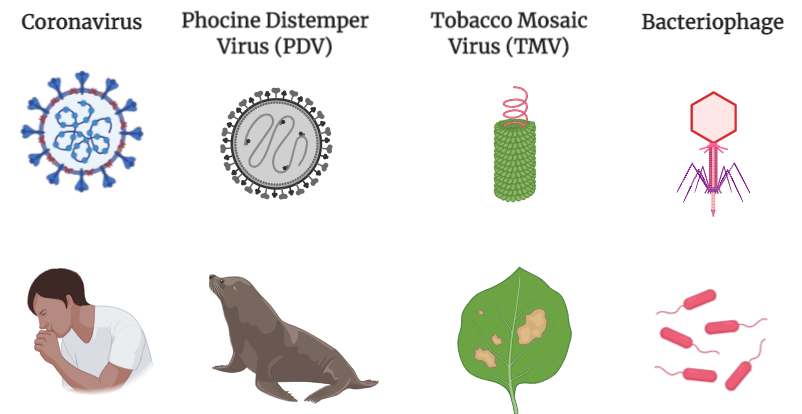 Coronavirus
Phocine Distemper
Virus (PDV)
Tobacco Mosaic
Virus (TMV)
Bacteriophage